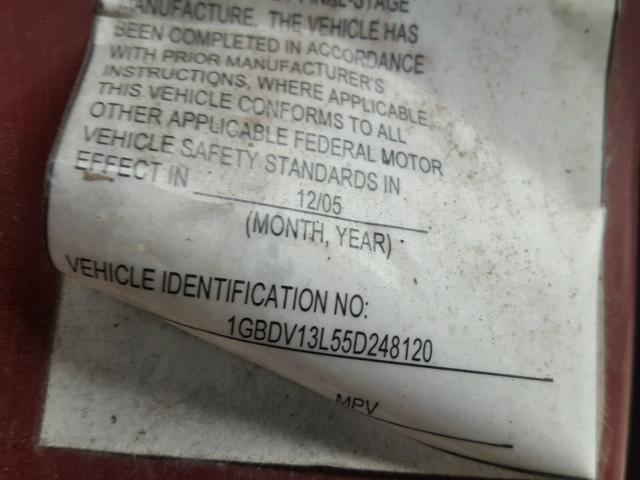 FINAL-STAGE
MANUFACTURE. THE VEHICLE HAS
BEEN COMPLETED IN ACCORDANCE
WITH PRIOR MANUFACTURER'S
INSTRUCTIONS, WHERE APPLICABLE.
THIS VEHICLE CONFORMS TO ALL
OTHER APPLICABLE FEDERAL MOTOR
VEHICLE SAFETY STANDARDS IN
EFFECT IN 12/05
(MONTH, YEAR)
VEHICLE IDENTIFICATION NO:
1GBDV13L55D248120
MPV